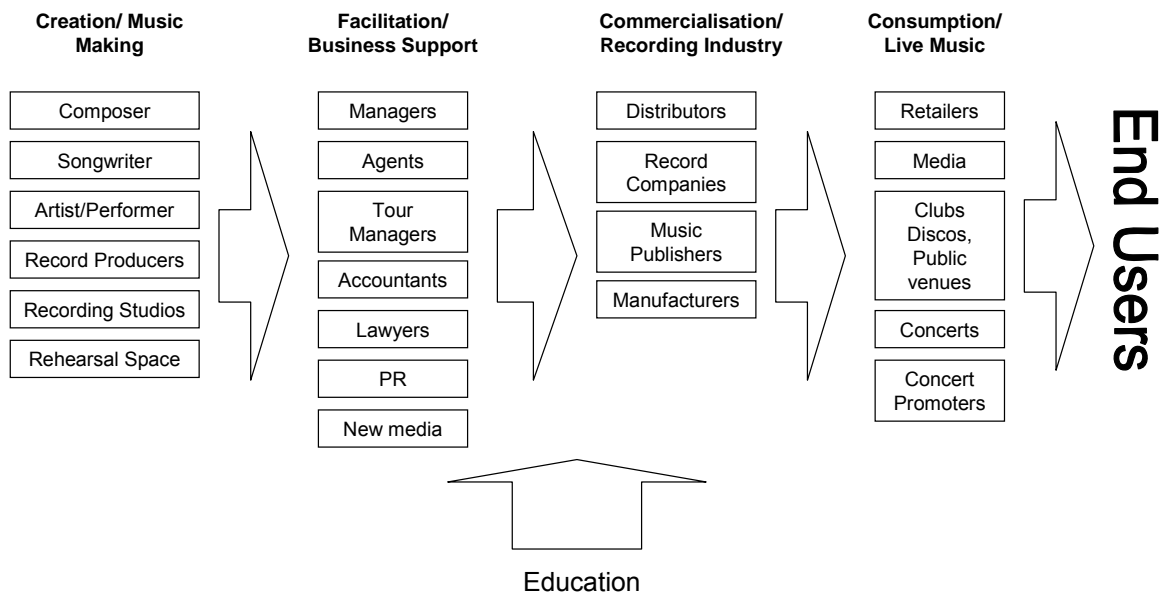 Creation/ Music
Making
Facilitation/
Business Support
Commercialisation/
Recording Industry
Consumption/
Live Music
Composer
Songwriter
Artist/Performer
Record Producers
Recording Studios
Rehearsal Space
Managers
Agents
Tour
Managers
Accountants
Lawyers
PR
New media
Distributors
Record
Companies
Music
Publishers
Manufacturers
Retailers
Media
Clubs
Discos,
Public
venues
Concerts
Concert
Promoters
End Users
Education